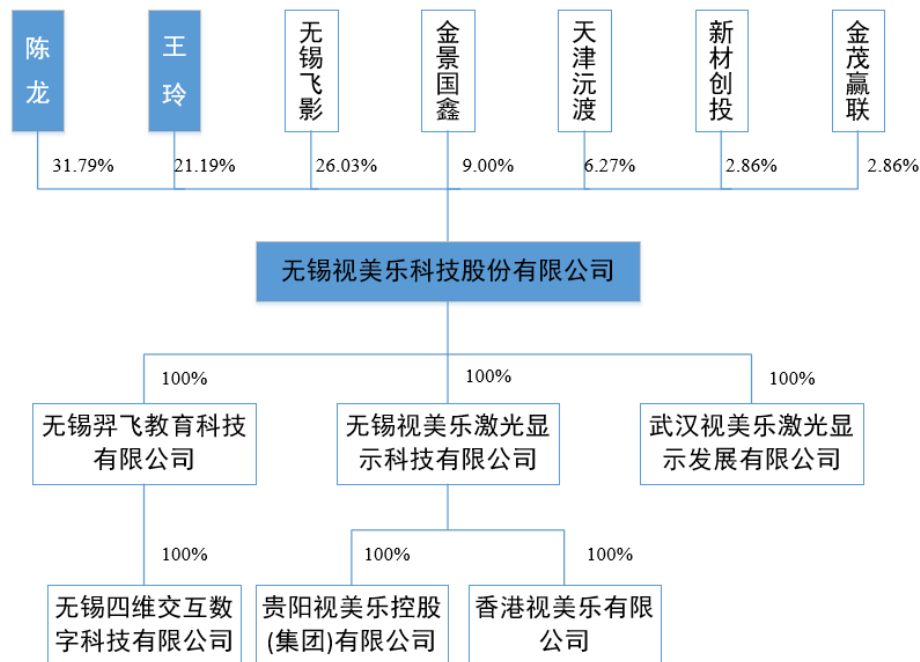 陈龙
王玲
无锡飞影
金景国鑫
天津沅渡
新材创投
金茂赢联
31.79%
21.19%
26.03%
9.00%
6.27%
2.86%
2.86%
无锡视美乐科技股份有限公司
100%
100%
100%
无锡羿飞教育科技
有限公司
无锡视美乐激光显
示科技有限公司
武汉视美乐激光显
示发展有限公司
100%
100%
100%
无锡四维交互数
字科技有限公司
贵阳视美乐控股
(集团)有限公司
香港视美乐有限
公司